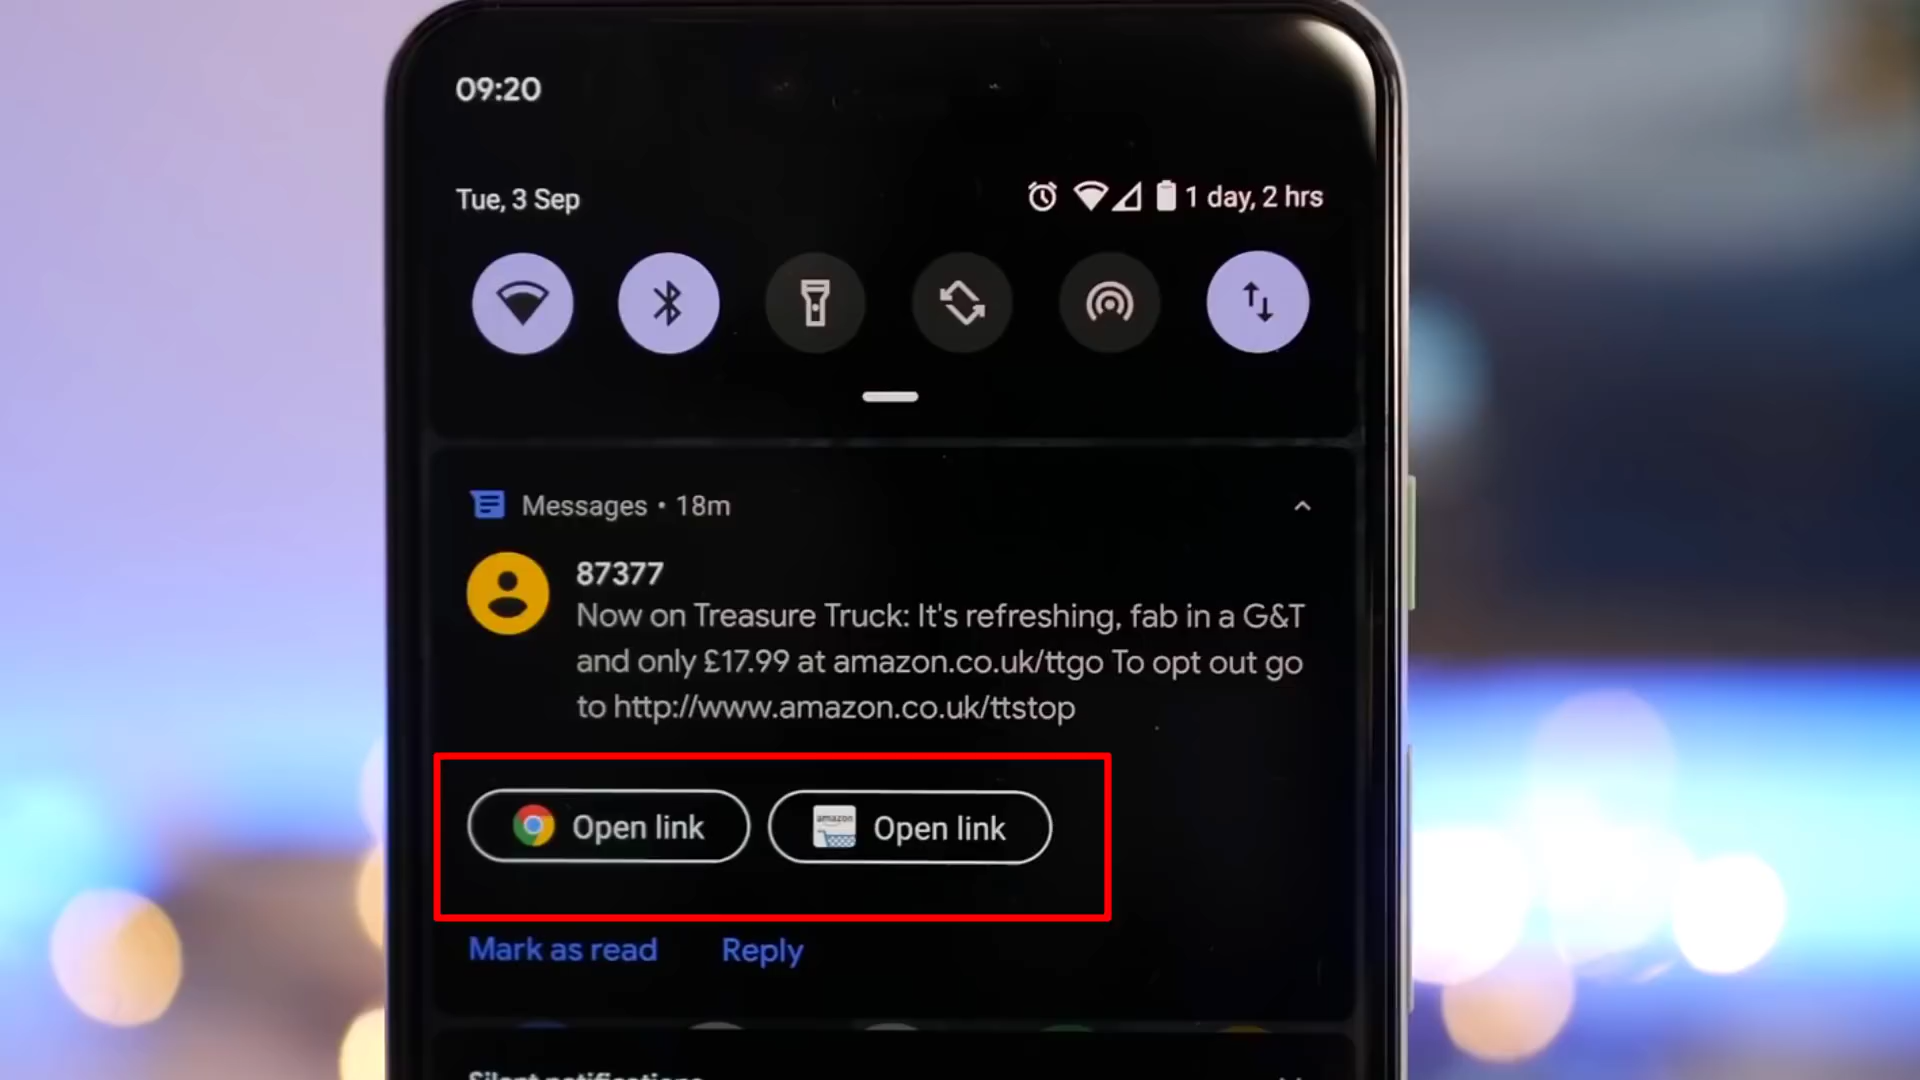 09:20
Tue, 3 Sep
1 day, 2 hrs
Messages • 18m
87377
Now on Treasure Truck: It's refreshing, fab in a G&T
and only £17.99 at amazon.co.uk/ttgo To opt out go
to http://www.amazon.co.uk/ttstop
Open link
amazon
Open link
Mark as read
Reply
Silent notifications